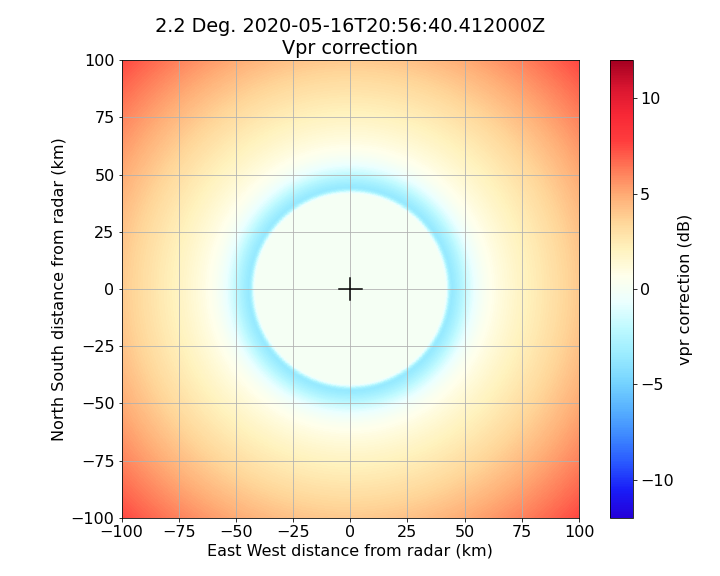 2.2 Deg. 2020-05-16T20:56:40.412000Z
Vpr correction
100
75
50
25
0
−25
−50
−75
−100
North South distance from radar (km)
−100 −75 −50 −25 0 25 50 75 100
East West distance from radar (km)
10
5
0
−5
−10
vpr correction (dB)